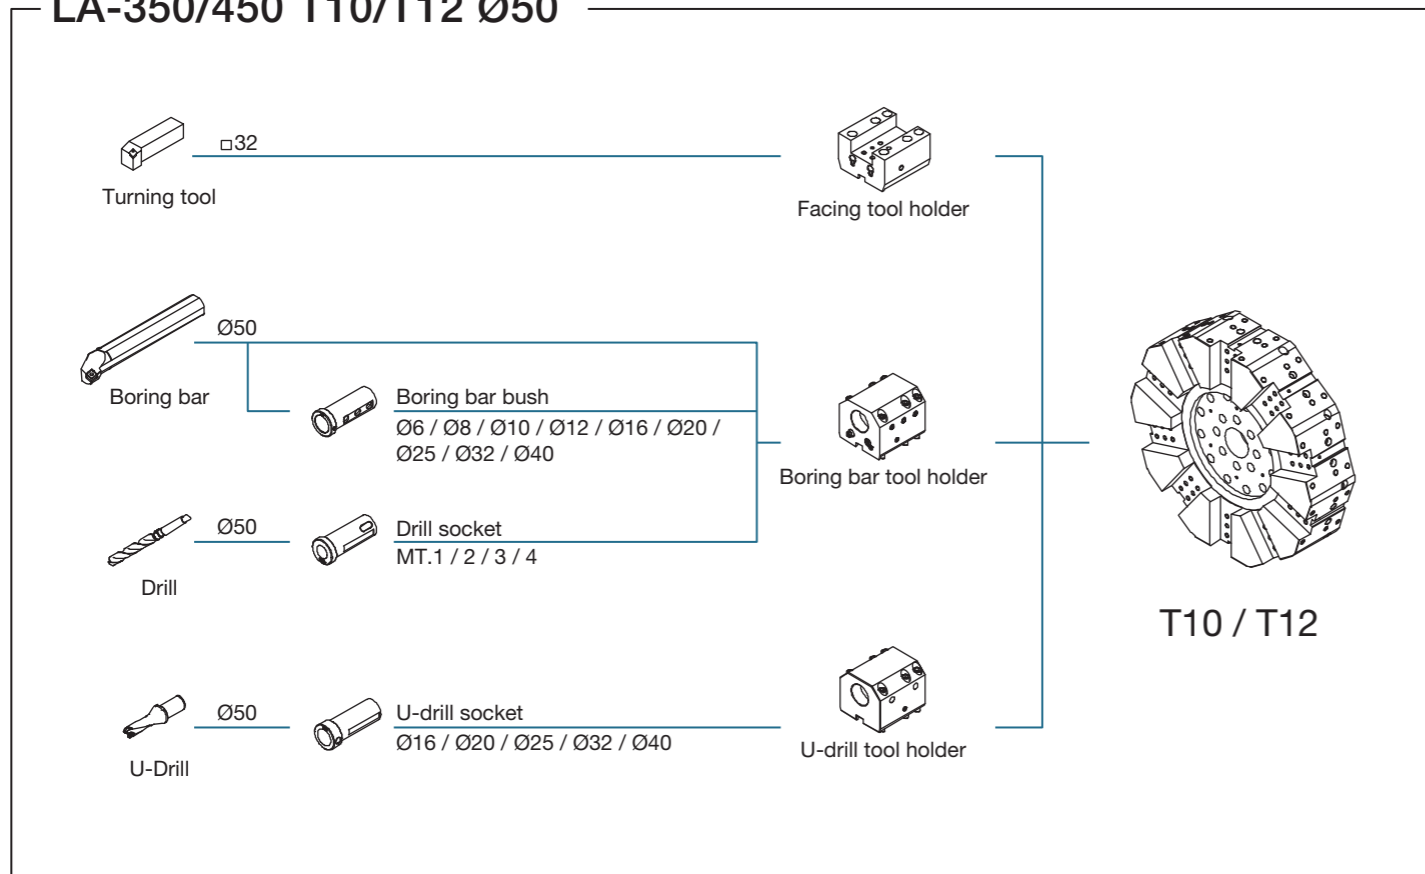 LA-350/450 T10/T12 Ø50
□32
Turning tool
Facing tool holder
Ø50
Boring bar
Boring bar bush
Ø6 / Ø8 / Ø10 / Ø12 / Ø16 / Ø20 /
Ø25 / Ø32 / Ø40
Boring bar tool holder
Ø50
Drill socket
MT.1 / 2 / 3 / 4
Drill
T10 / T12
Ø50
U-drill socket
Ø16 / Ø20 / Ø25 / Ø32 / Ø40
U-Drill
U-drill tool holder